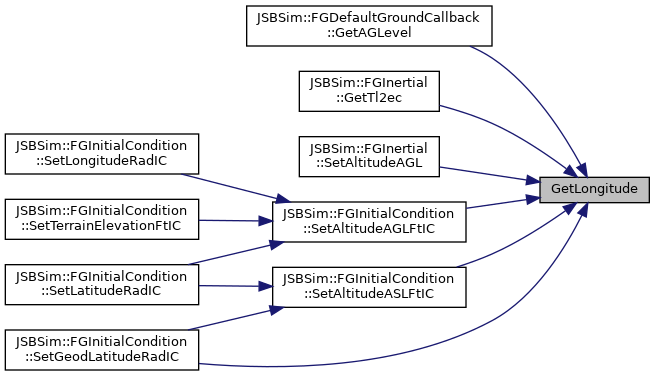 JSBSim::FGDefaultGroundCallback
::GetAGLevel
JSBSim::FGInertial
::GetTl2ec
JSBSim::FGInitialCondition
::SetLongitudeRadIC
JSBSim::FGInertial
::SetAltitudeAGL
GetLongitude
JSBSim::FGInitialCondition
::SetTerrainElevationFtIC
JSBSim::FGInitialCondition
::SetAltitudeAGLFtIC
JSBSim::FGInitialCondition
::SetLatitudeRadIC
JSBSim::FGInitialCondition
::SetAltitudeASLFtIC
JSBSim::FGInitialCondition
::SetGeodLatitudeRadIC